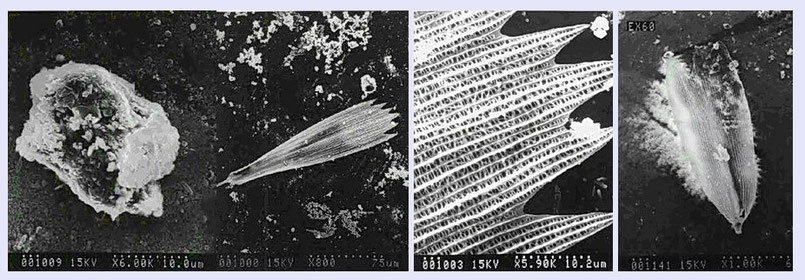 EX60
001009 15KV X6.00K 10.0um
001000 15KV X800 75um
001003 15KV X5.90K 10.2um
001141 15KV X1.00K 6